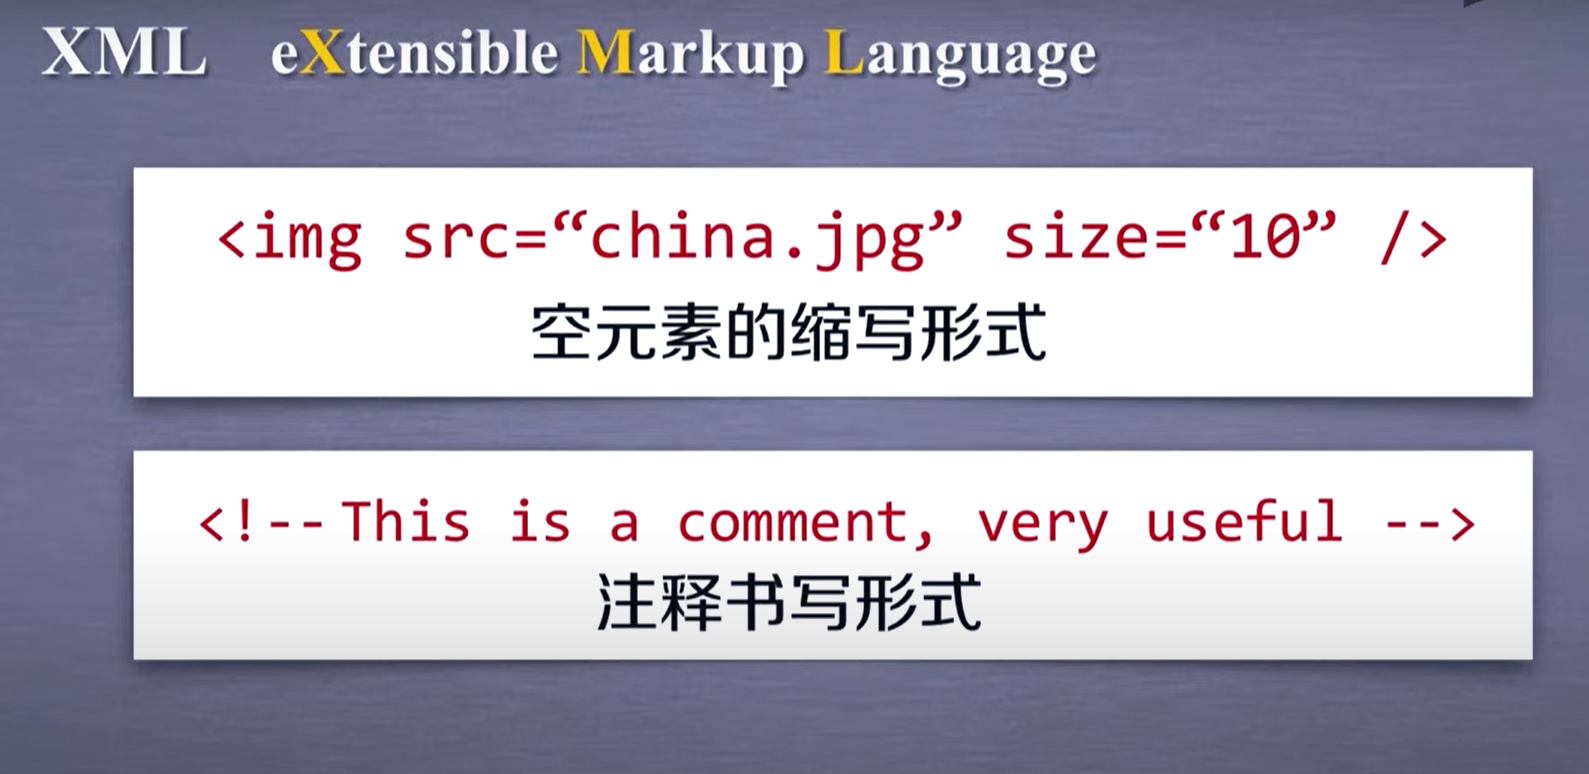 XML eXtensible Markup Language
<img src=“china.jpg” size=“10” />
空元素的缩写形式
<!-- This is a comment, very useful -->
注释书写形式